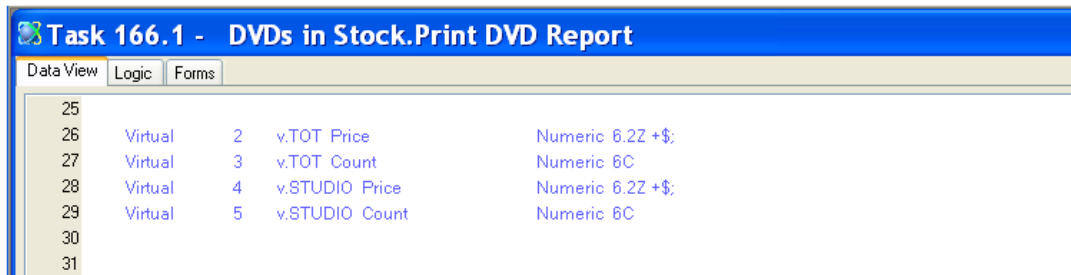 Task 166.1 - DVDs in Stock.Print DVD Report
Data View Logic Forms
25
26 Virtual 2 v.TOT Price Numeric 6.2Z +$;
27 Virtual 3 v.TOT Count Numeric 6C
28 Virtual 4 v.STUDIO Price Numeric 6.2Z +$;
29 Virtual 5 v.STUDIO Count Numeric 6C
30
31